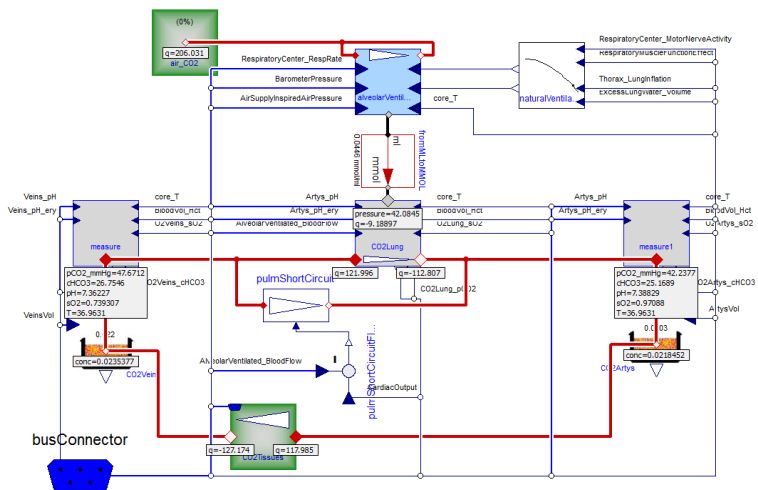 (0%)
q=206.031
air_CO2
RespiratoryCenter_RespRate
BarometerPressure
AirSupplyInspiredAirPressure
core_T
alveolarVentil...
RespiratoryCenter_MotorNerveActivity
RespiratoryMuscleFunctionEffect
Thorax_LungInflation
ExcessLungWater_Volume
naturalVentila...
ml
mmol
0.0446 mmol/ml
fromMLtoMMOL
Veins_pH
Veins_pH_ery
core_T
BloodVol_Hct
O2Veins_sO2
measure
Artys_pH
Artys_pH_ery
AlveolarVentilated_BloodFlow
pressure=42.0845
q=-9.18897
CO2Lung
core_T
BloodVol_Hct
O2Lung_sO2
Artys_pH
Artys_pH_ery
measure1
core_T
BloodVol_Hct
O2Artys_sO2
pCO2_mmHg=47.6712
cHCO3=26.7546
pH=7.36227
sO2=0.739307
T=36.9631
CO2Veins_cHCO3
VeinsVol
q=121.996
q=-112.807
pulmShortCircuit
pCO2_mmHg=42.2377
cHCO3=25.1689
pH=7.38829
sO2=0.97088
T=36.9631
CO2Artys_cHCO3
ArtysVol
conc=0.0235377
CO2Vein
AlveolarVentilated_BloodFlow
pulmShortCircuitFl...
CardiacOutput
conc=0.0218452
CO2Artys
busConnector
q=-127.174
q=117.985
CO2Tissues